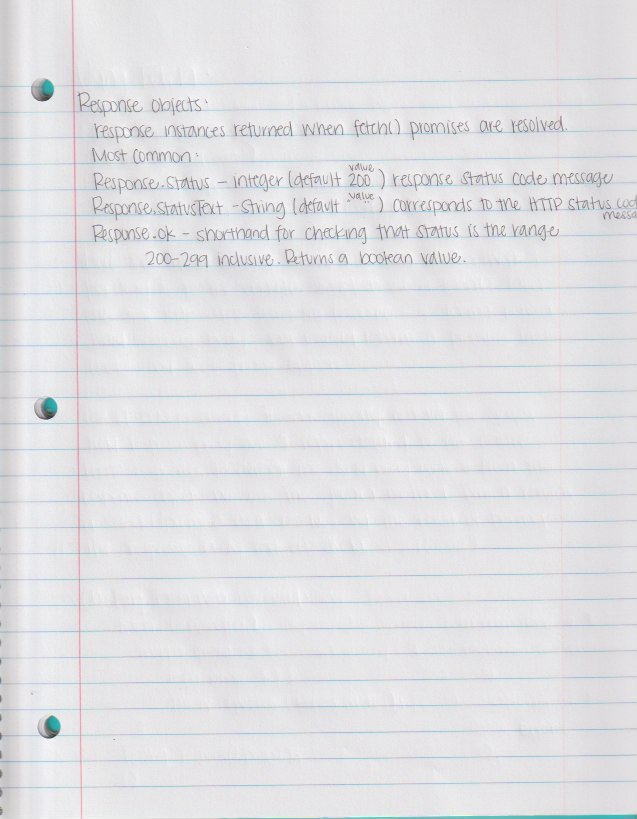 Response objects:
response instances returned when fetch() promises are resolved.
Most common:
Response.status - integer (default value 200) response status code message
Response.statusText - String (default value "") corresponds to the HTTP status code message
Response.ok - shorthand for checking that status is the range
200-299 inclusive. Returns a boolean value.